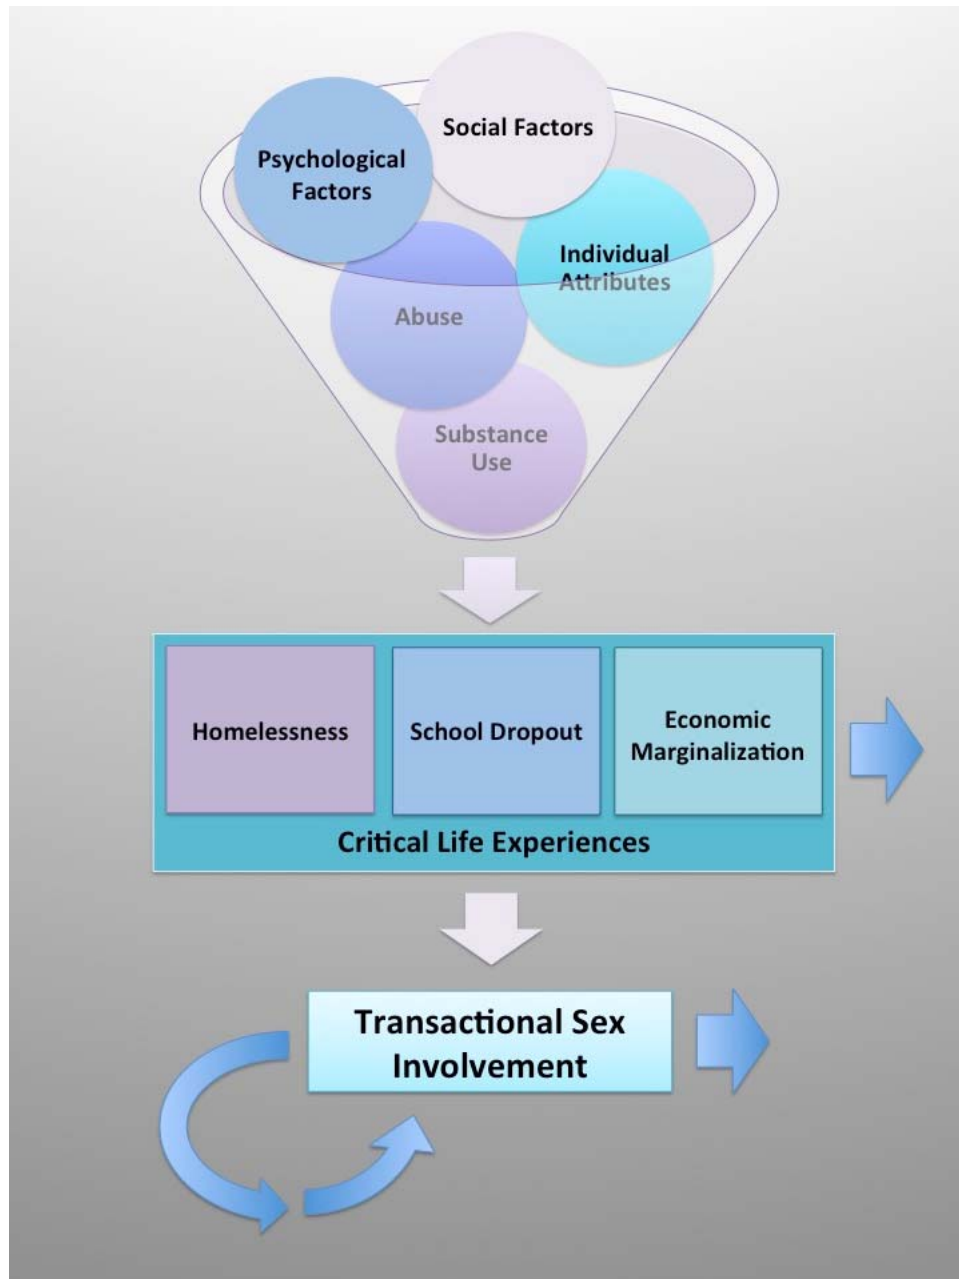 Social Factors
Psychological
Factors
Individual
Attributes
Abuse
Substance
Use
Homelessness
School Dropout
Economic
Marginalization
Critical Life Experiences
Transactional Sex
Involvement